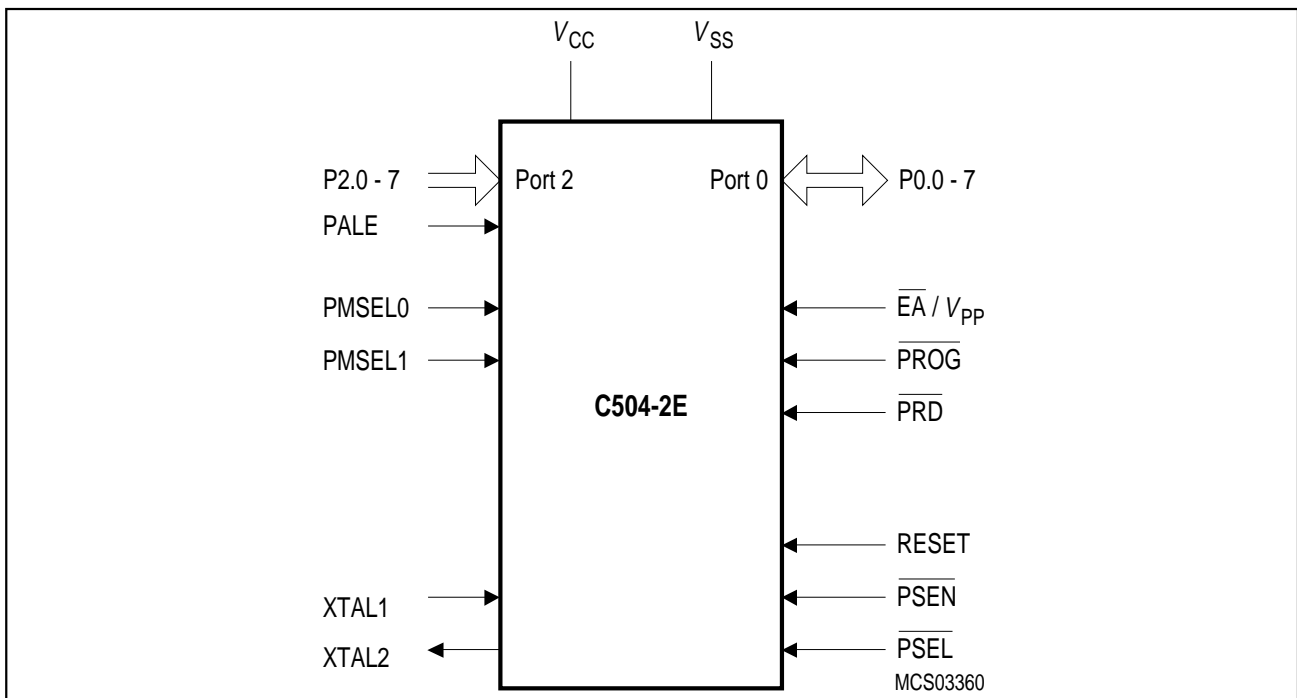 VCC VSS
P2.0 - 7 Port 2 Port 0 P0.0 - 7
PALE
PMSEL0 EA / VPP
PMSEL1 PROG
C504-2E PRD
RESET
XTAL1 PSEN
XTAL2 PSEL
MCS03360